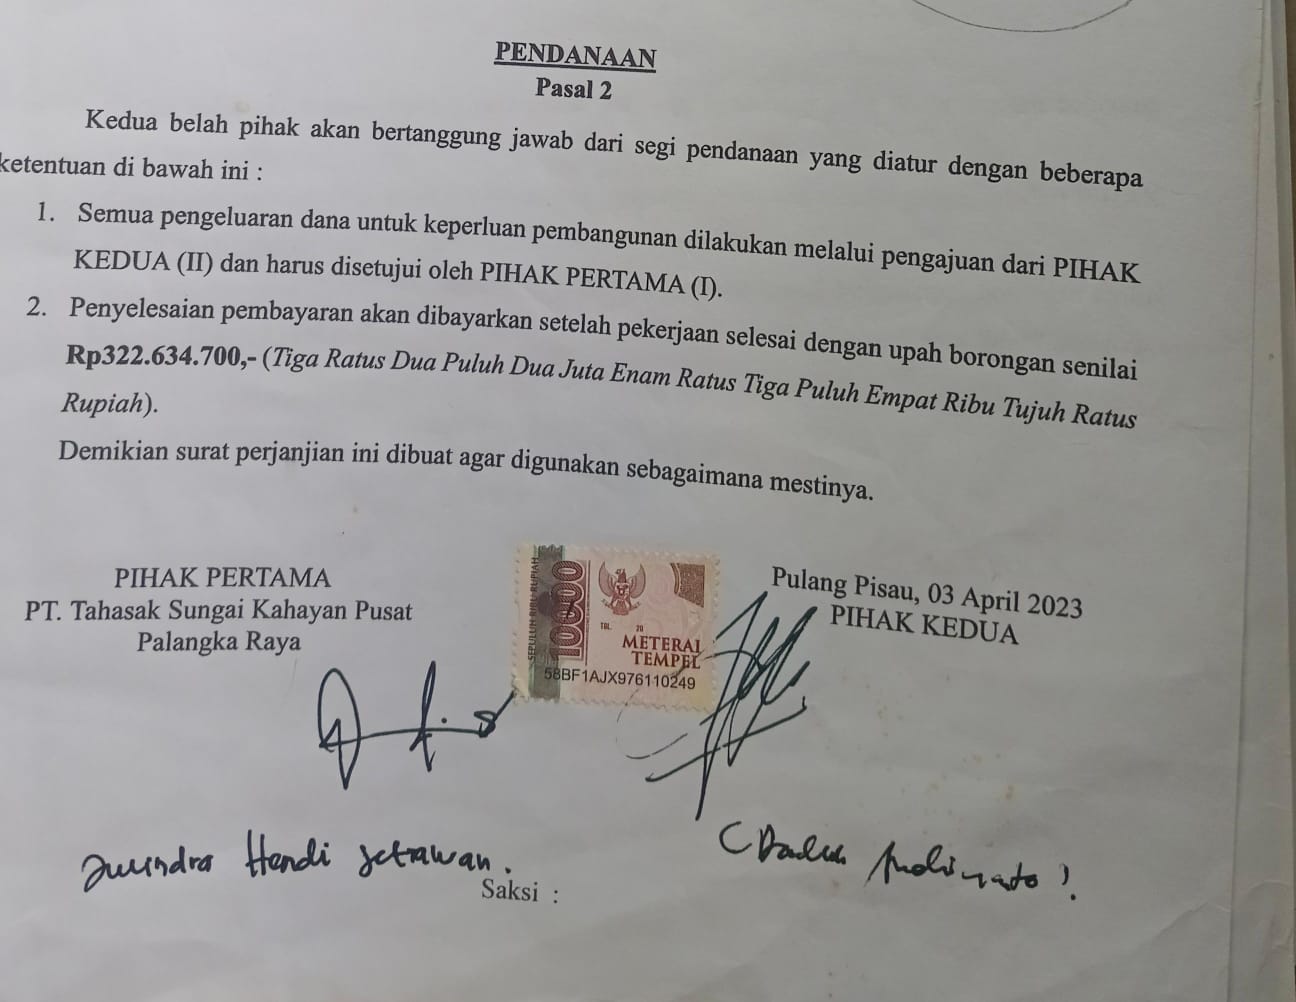 PENDANAAN
Pasal 2
Kedua belah pihak akan bertanggung jawab dari segi pendanaan yang diatur dengan beberapa
ketentuan di bawah ini :
1. Semua pengeluaran dana untuk keperluan pembangunan dilakukan melalui pengajuan dari PIHAK
KEDUA (II) dan harus disetujui oleh PIHAK PERTAMA (I).
2. Penyelesaian pembayaran akan dibayarkan setelah pekerjaan selesai dengan upah borongan senilai
Rp322.634.700,- (Tiga Ratus Dua Puluh Dua Juta Enam Ratus Tiga Puluh Empat Ribu Tujuh Ratus
Rupiah).
Demikian surat perjanjian ini dibuat agar digunakan sebagaimana mestinya.
PIHAK PERTAMA
PT. Tahasak Sungai Kahayan Pusat
Palangka Raya
SEPULUH RIBU RUPIAH
10000
TGL. 20
METERAI
TEMPEL
58BF1AJX976110249
Pulang Pisau, 03 April 2023
PIHAK KEDUA
Hendi Setiawan.
Saksi :